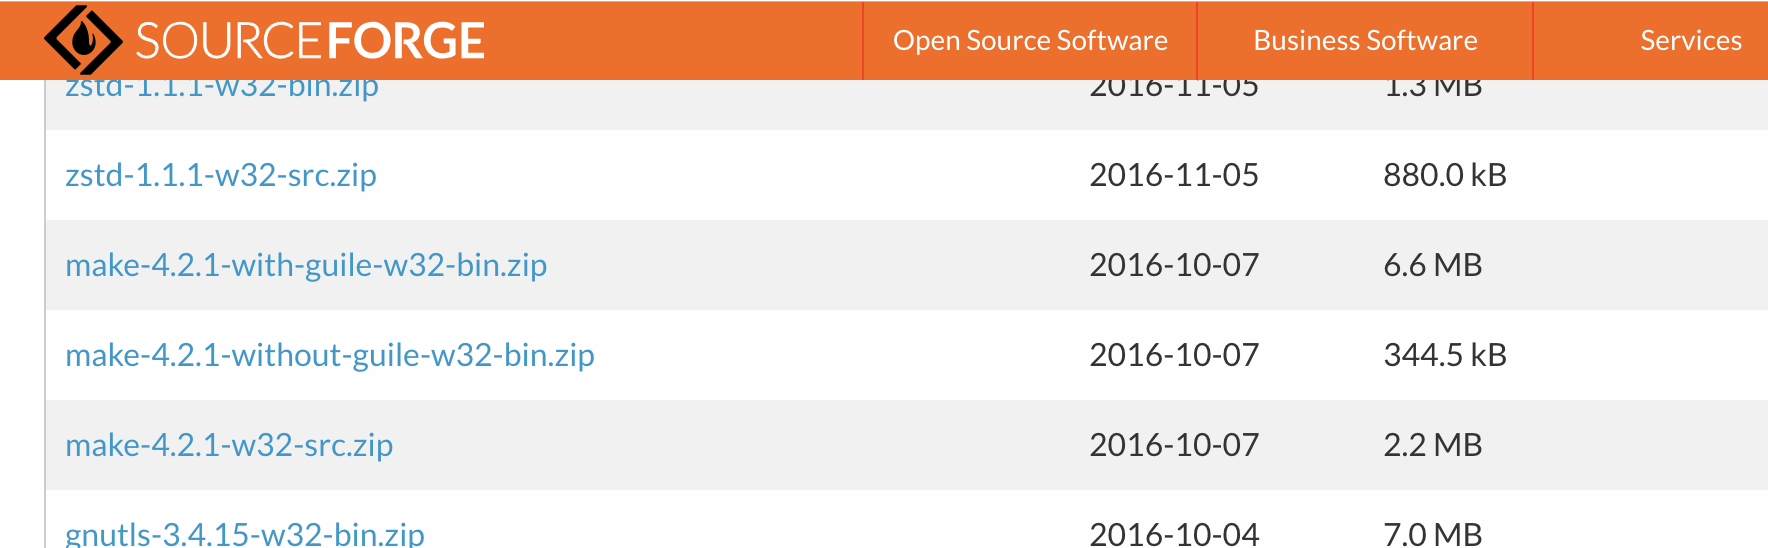 SOURCEFORGE Open Source Software Business Software Services
zstd-1.1.1-w32-bin.zip 2016-11-05 1.3 MB
zstd-1.1.1-w32-src.zip 2016-11-05 880.0 kB
make-4.2.1-with-guile-w32-bin.zip 2016-10-07 6.6 MB
make-4.2.1-without-guile-w32-bin.zip 2016-10-07 344.5 kB
make-4.2.1-w32-src.zip 2016-10-07 2.2 MB
gnutls-3.4.15-w32-bin.zip 2016-10-04 7.0 MB